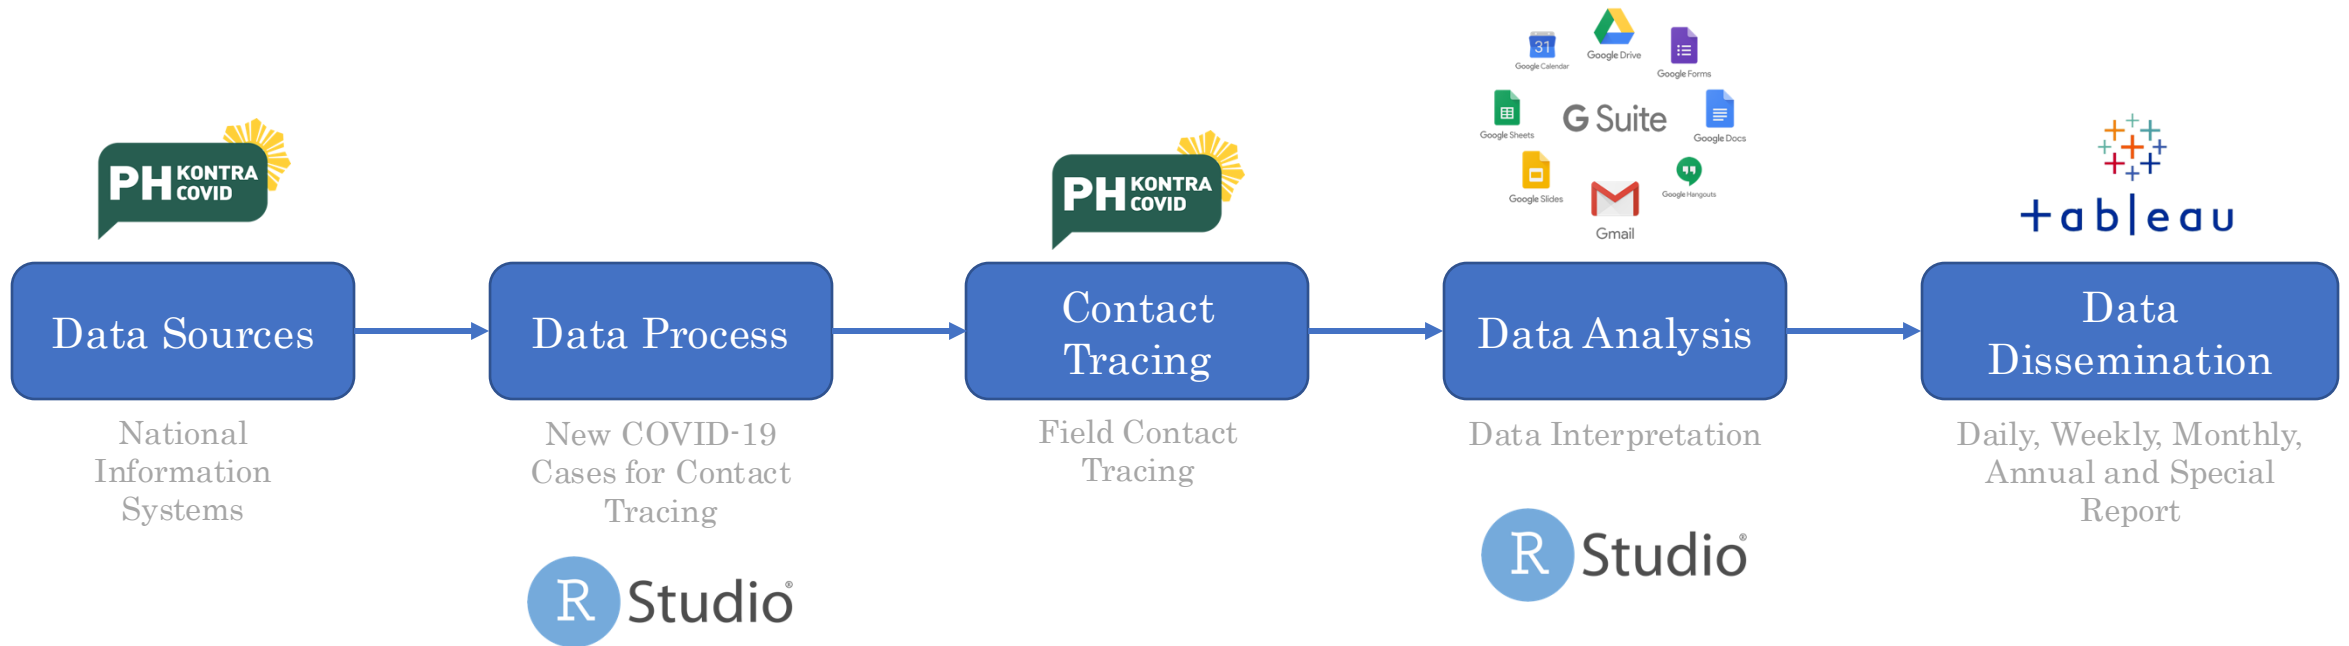 31
Google Calendar
Google Drive
Google Forms
Google Sheets
G Suite
Google Docs
Google Slides
Google Hangouts
Gmail
PH KONTRA
COVID
PH KONTRA
COVID
+ableau
Data Sources
Data Process
Contact
Tracing
Data Analysis
Data
Dissemination
National
Information
Systems
New COVID-19
Cases for Contact
Tracing
Field Contact
Tracing
Data Interpretation
Daily, Weekly, Monthly,
Annual and Special
Report
R Studio®
R Studio®